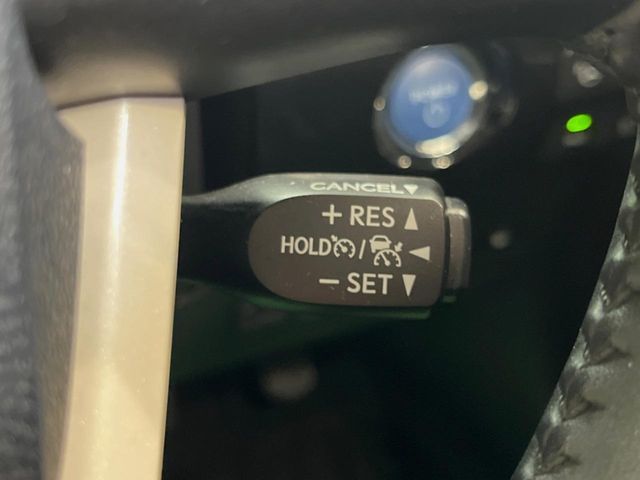 CANCEL▼
+ RES ▲
HOLD / ◀
− SET ▼